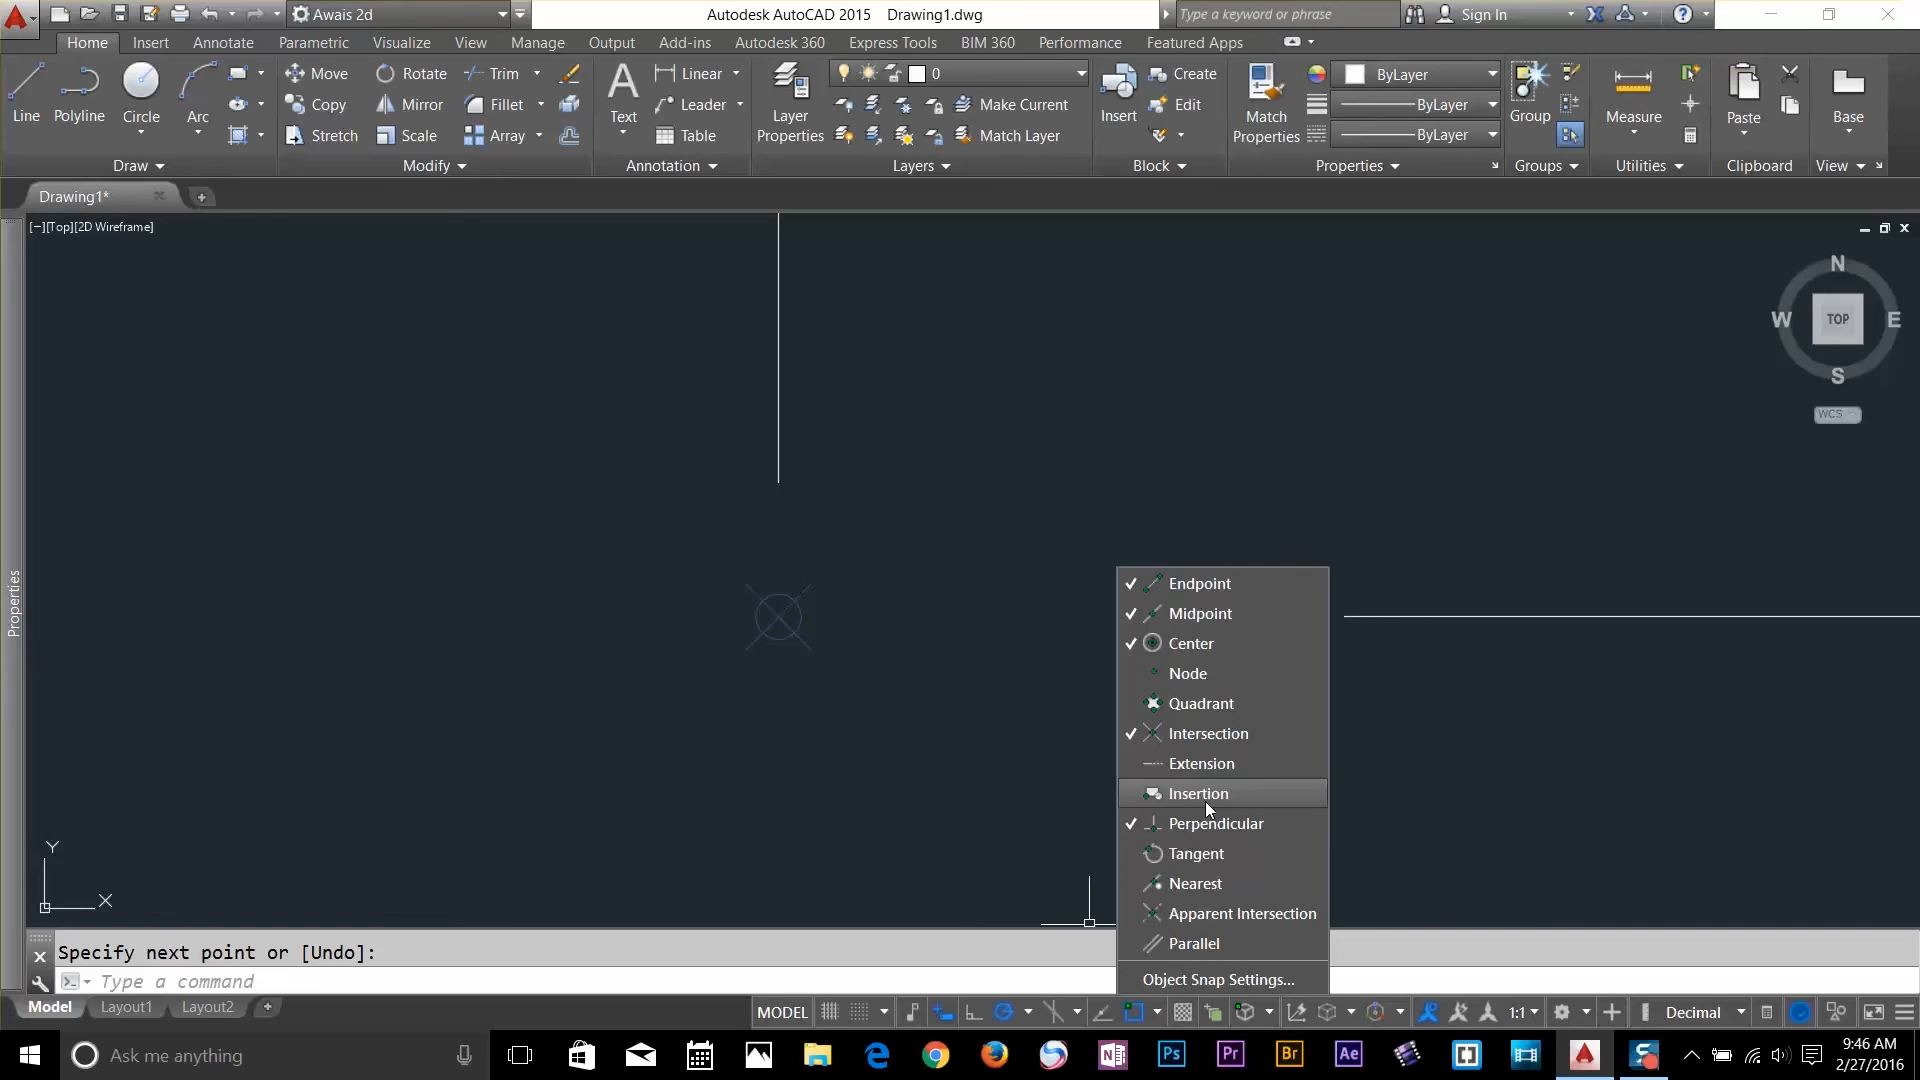 Awais 2d
Autodesk AutoCAD 2015 Drawing1.dwg
Type a keyword or phrase
Sign In
Home Insert Annotate Parametric Visualize View Manage Output Add-ins Autodesk 360 Express Tools BIM 360 Performance Featured Apps
Line Polyline Circle Arc
Move Rotate Trim
Copy Mirror Fillet
Stretch Scale Array
Text
Linear
Leader
Table
Layer
Properties
0
Make Current
Match Layer
Insert
Create
Edit
Match
Properties
ByLayer
ByLayer
ByLayer
Group
Measure
Paste
Base
Draw Modify Annotation Layers Block Properties Groups Utilities Clipboard View
Drawing1*
[−][Top][2D Wireframe]
N
W TOP E
S
WCS
Properties
Endpoint
Midpoint
Center
Node
Quadrant
Intersection
Extension
Insertion
Perpendicular
Tangent
Nearest
Apparent Intersection
Parallel
Object Snap Settings...
Y
X
Specify next point or [Undo]:
Type a command
Model Layout1 Layout2
MODEL 1:1 Decimal
Ask me anything
N Ps Pr Br Ae
9:46 AM
2/27/2016